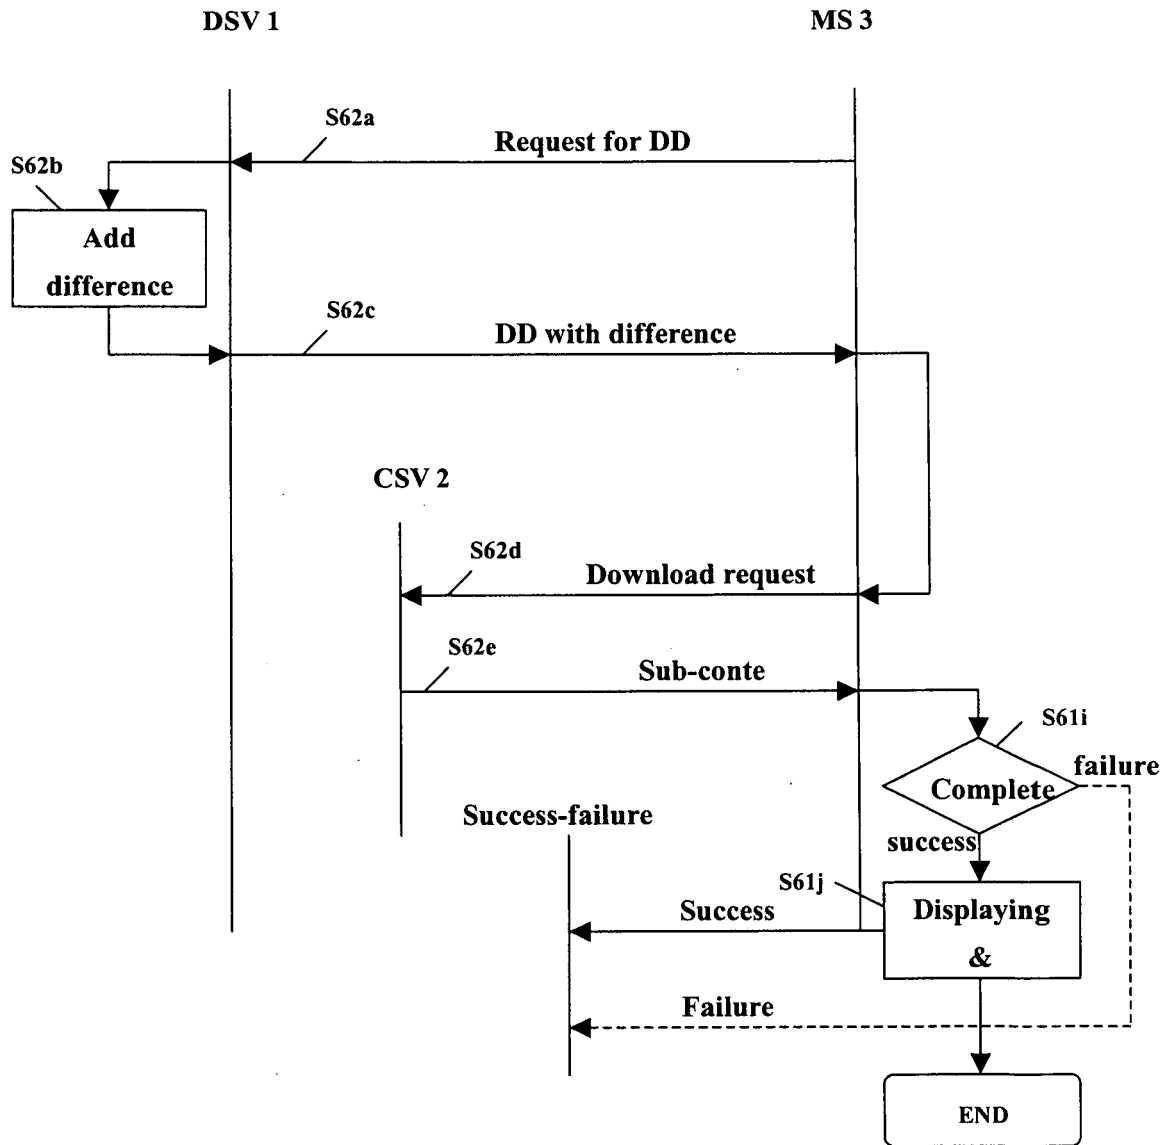 DSV 1
MS 3
S62a
Request for DD
S62b
Add
difference
S62c
DD with difference
CSV 2
S62d
Download request
S62e
Sub-conte
S61i
failure
Complete
Success-failure
success
S61j
Success
Displaying
&
Failure
END